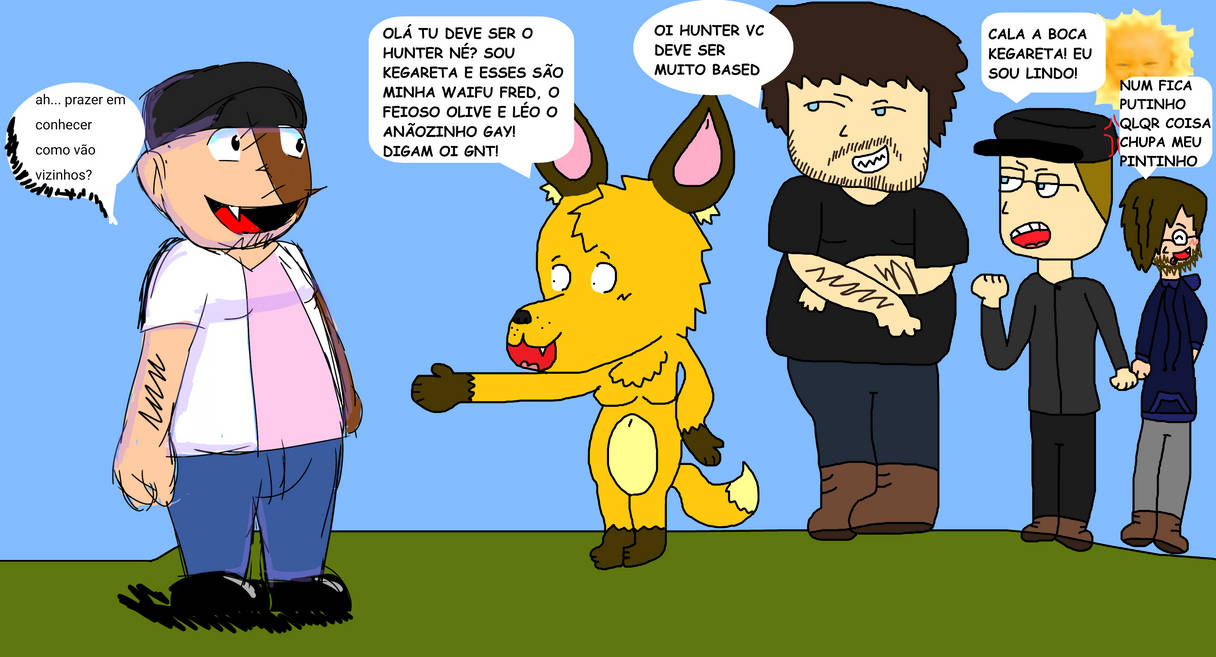 ah... prazer em
conhecer
como vão
vizinhos?
OLÁ TU DEVE SER O
HUNTER NÉ? SOU
KEGARETA E ESSES SÃO
MINHA WAIFU FRED, O
FEIOSO OLIVE E LÉO O
ANÃOZINHO GAY!
DIGAM OI GNT!
OI HUNTER VC
DEVE SER
MUITO BASED
CALA A BOCA
KEGARETA! EU
SOU LINDO!
NUM FICA
PUTINHO
QLQR COISA
CHUPA MEU
PINTINHO